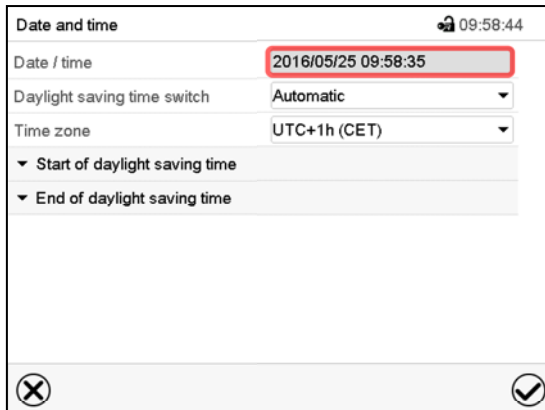 Date and time 09:58:44
Date / time 2016/05/25 09:58:35
Daylight saving time switch Automatic
Time zone UTC+1h (CET)
Start of daylight saving time
End of daylight saving time